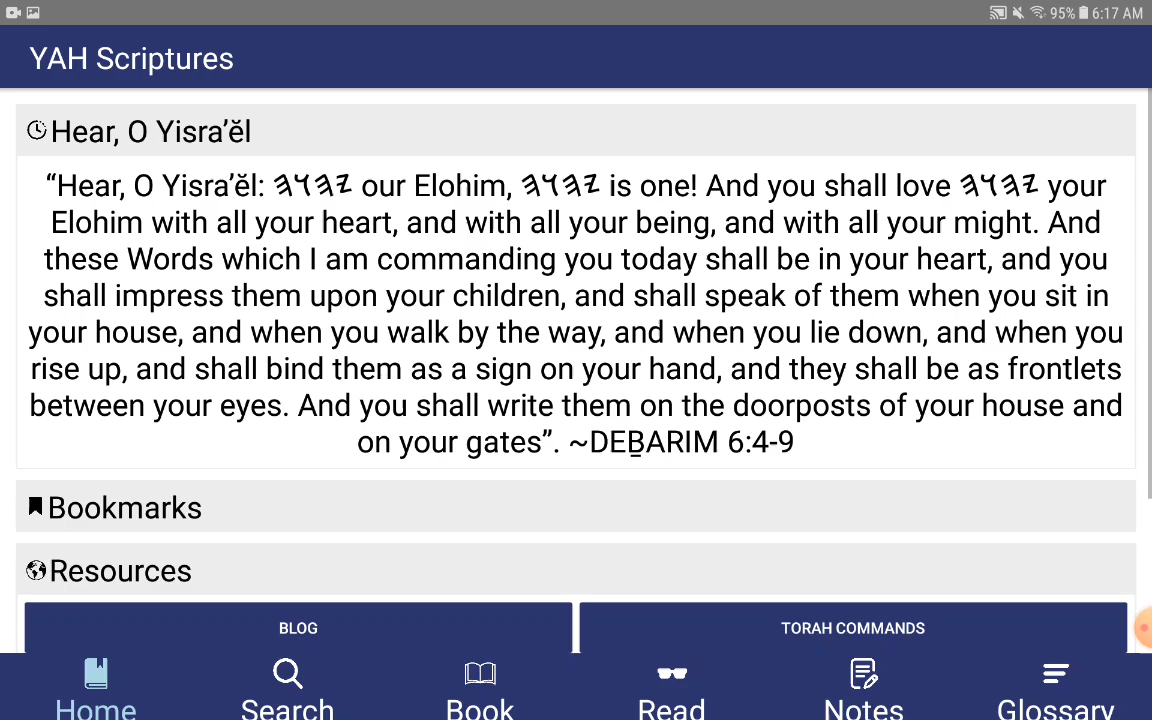 95% 6:17 AM
YAH Scriptures
Hear, O Yisra’ĕl
“Hear, O Yisra’ĕl: 𐤉𐤄𐤅𐤄 our Elohim, 𐤉𐤄𐤅𐤄 is one! And you shall love 𐤉𐤄𐤅𐤄 your
Elohim with all your heart, and with all your being, and with all your might. And
these Words which I am commanding you today shall be in your heart, and you
shall impress them upon your children, and shall speak of them when you sit in
your house, and when you walk by the way, and when you lie down, and when you
rise up, and shall bind them as a sign on your hand, and they shall be as frontlets
between your eyes. And you shall write them on the doorposts of your house and
on your gates”. ~DEḆARIM 6:4-9
Bookmarks
Resources
BLOG TORAH COMMANDS
Home Search Book Read Notes Glossary